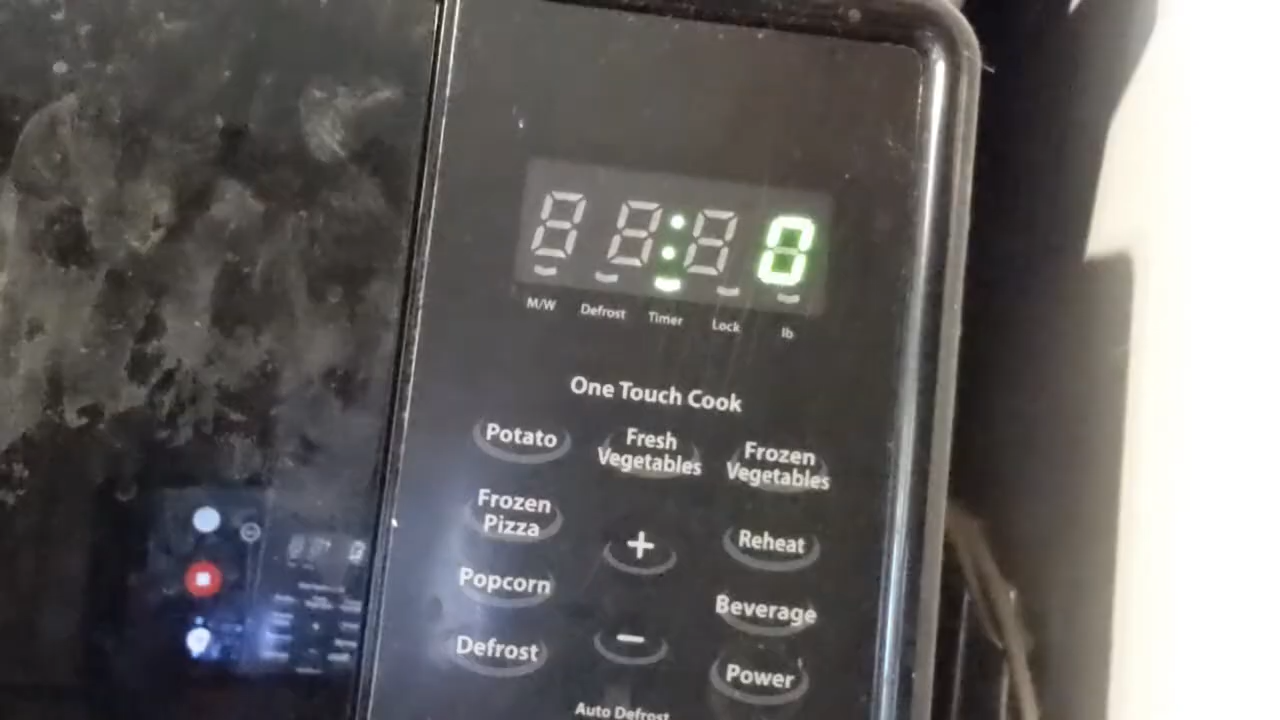 :0
M/W Defrost Timer Lock lb
One Touch Cook
Potato
Fresh
Vegetables
Frozen
Vegetables
Frozen
Pizza
+
Reheat
Popcorn
Beverage
Defrost
−
Power
Auto Defrost